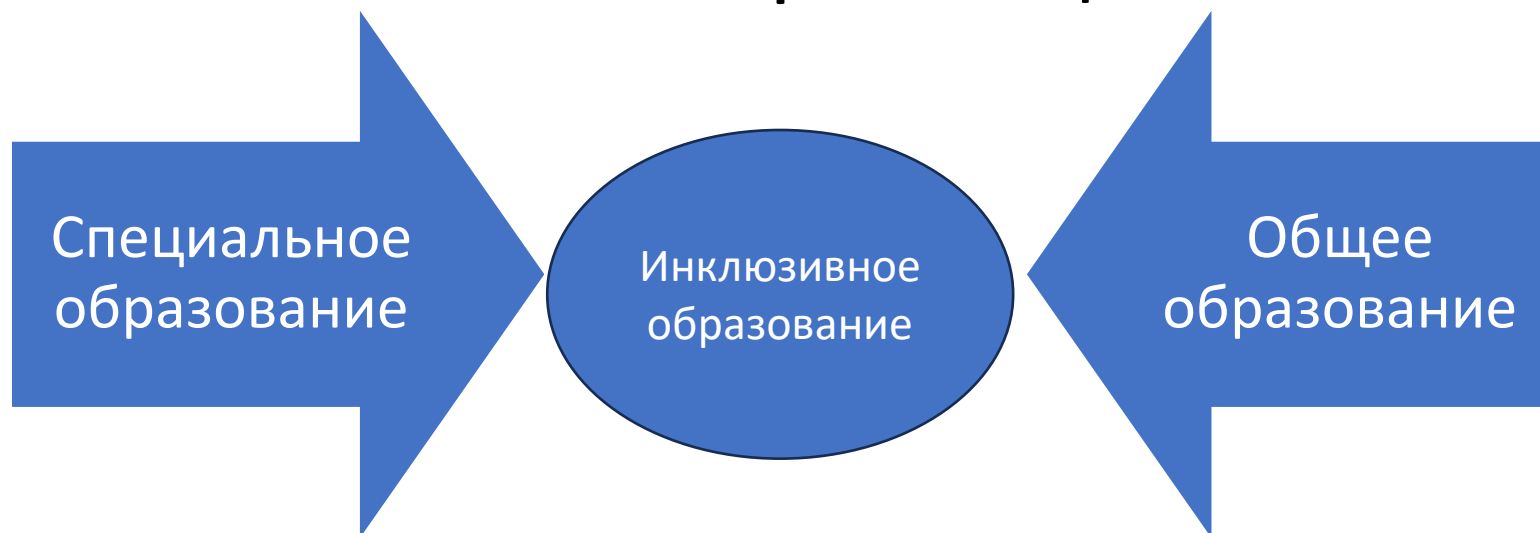 Специальное
образование
Инклюзивное
образование
Общее
образование